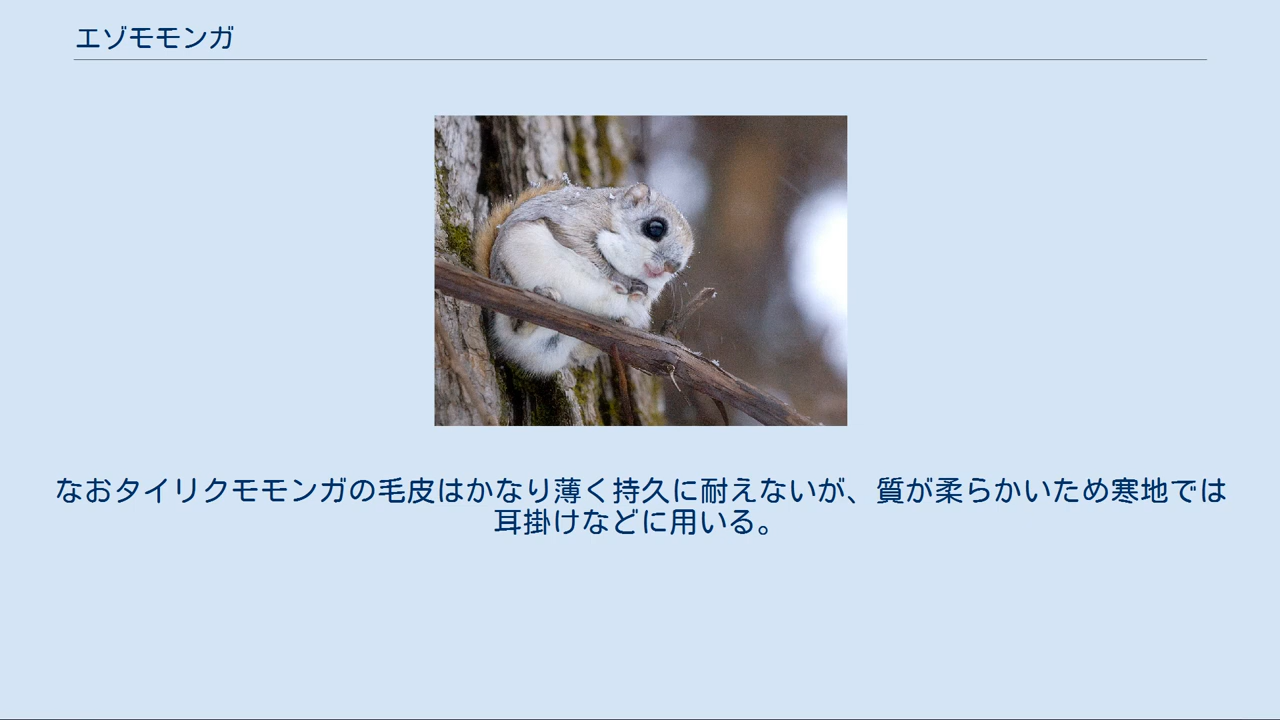 エゾモモンガ
なおタイリクモモンガの毛皮はかなり薄く持久に耐えないが、質が柔らかいため寒地では
耳掛けなどに用いる。